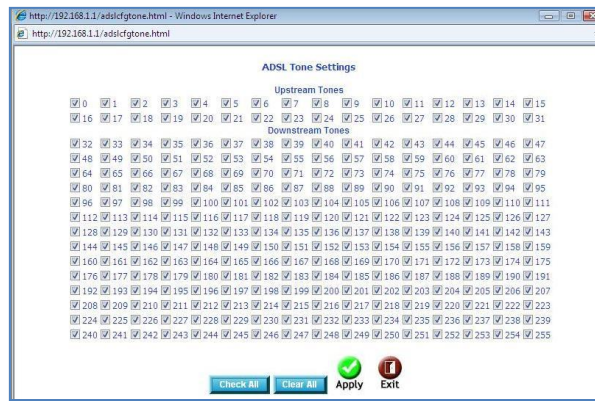 http://192.168.1.1/adslcfgtone.html - Windows Internet Explorer
http://192.168.1.1/adslcfgtone.html
ADSL Tone Settings
Upstream Tones
0 1 2 3 4 5 6 7 8 9 10 11 12 13 14 15
16 17 18 19 20 21 22 23 24 25 26 27 28 29 30 31
Downstream Tones
32 33 34 35 36 37 38 39 40 41 42 43 44 45 46 47
48 49 50 51 52 53 54 55 56 57 58 59 60 61 62 63
64 65 66 67 68 69 70 71 72 73 74 75 76 77 78 79
80 81 82 83 84 85 86 87 88 89 90 91 92 93 94 95
96 97 98 99 100 101 102 103 104 105 106 107 108 109 110 111
112 113 114 115 116 117 118 119 120 121 122 123 124 125 126 127
128 129 130 131 132 133 134 135 136 137 138 139 140 141 142 143
144 145 146 147 148 149 150 151 152 153 154 155 156 157 158 159
160 161 162 163 164 165 166 167 168 169 170 171 172 173 174 175
176 177 178 179 180 181 182 183 184 185 186 187 188 189 190 191
192 193 194 195 196 197 198 199 200 201 202 203 204 205 206 207
208 209 210 211 212 213 214 215 216 217 218 219 220 221 222 223
224 225 226 227 228 229 230 231 232 233 234 235 236 237 238 239
240 241 242 243 244 245 246 247 248 249 250 251 252 253 254 255
Check All Clear All Apply Exit